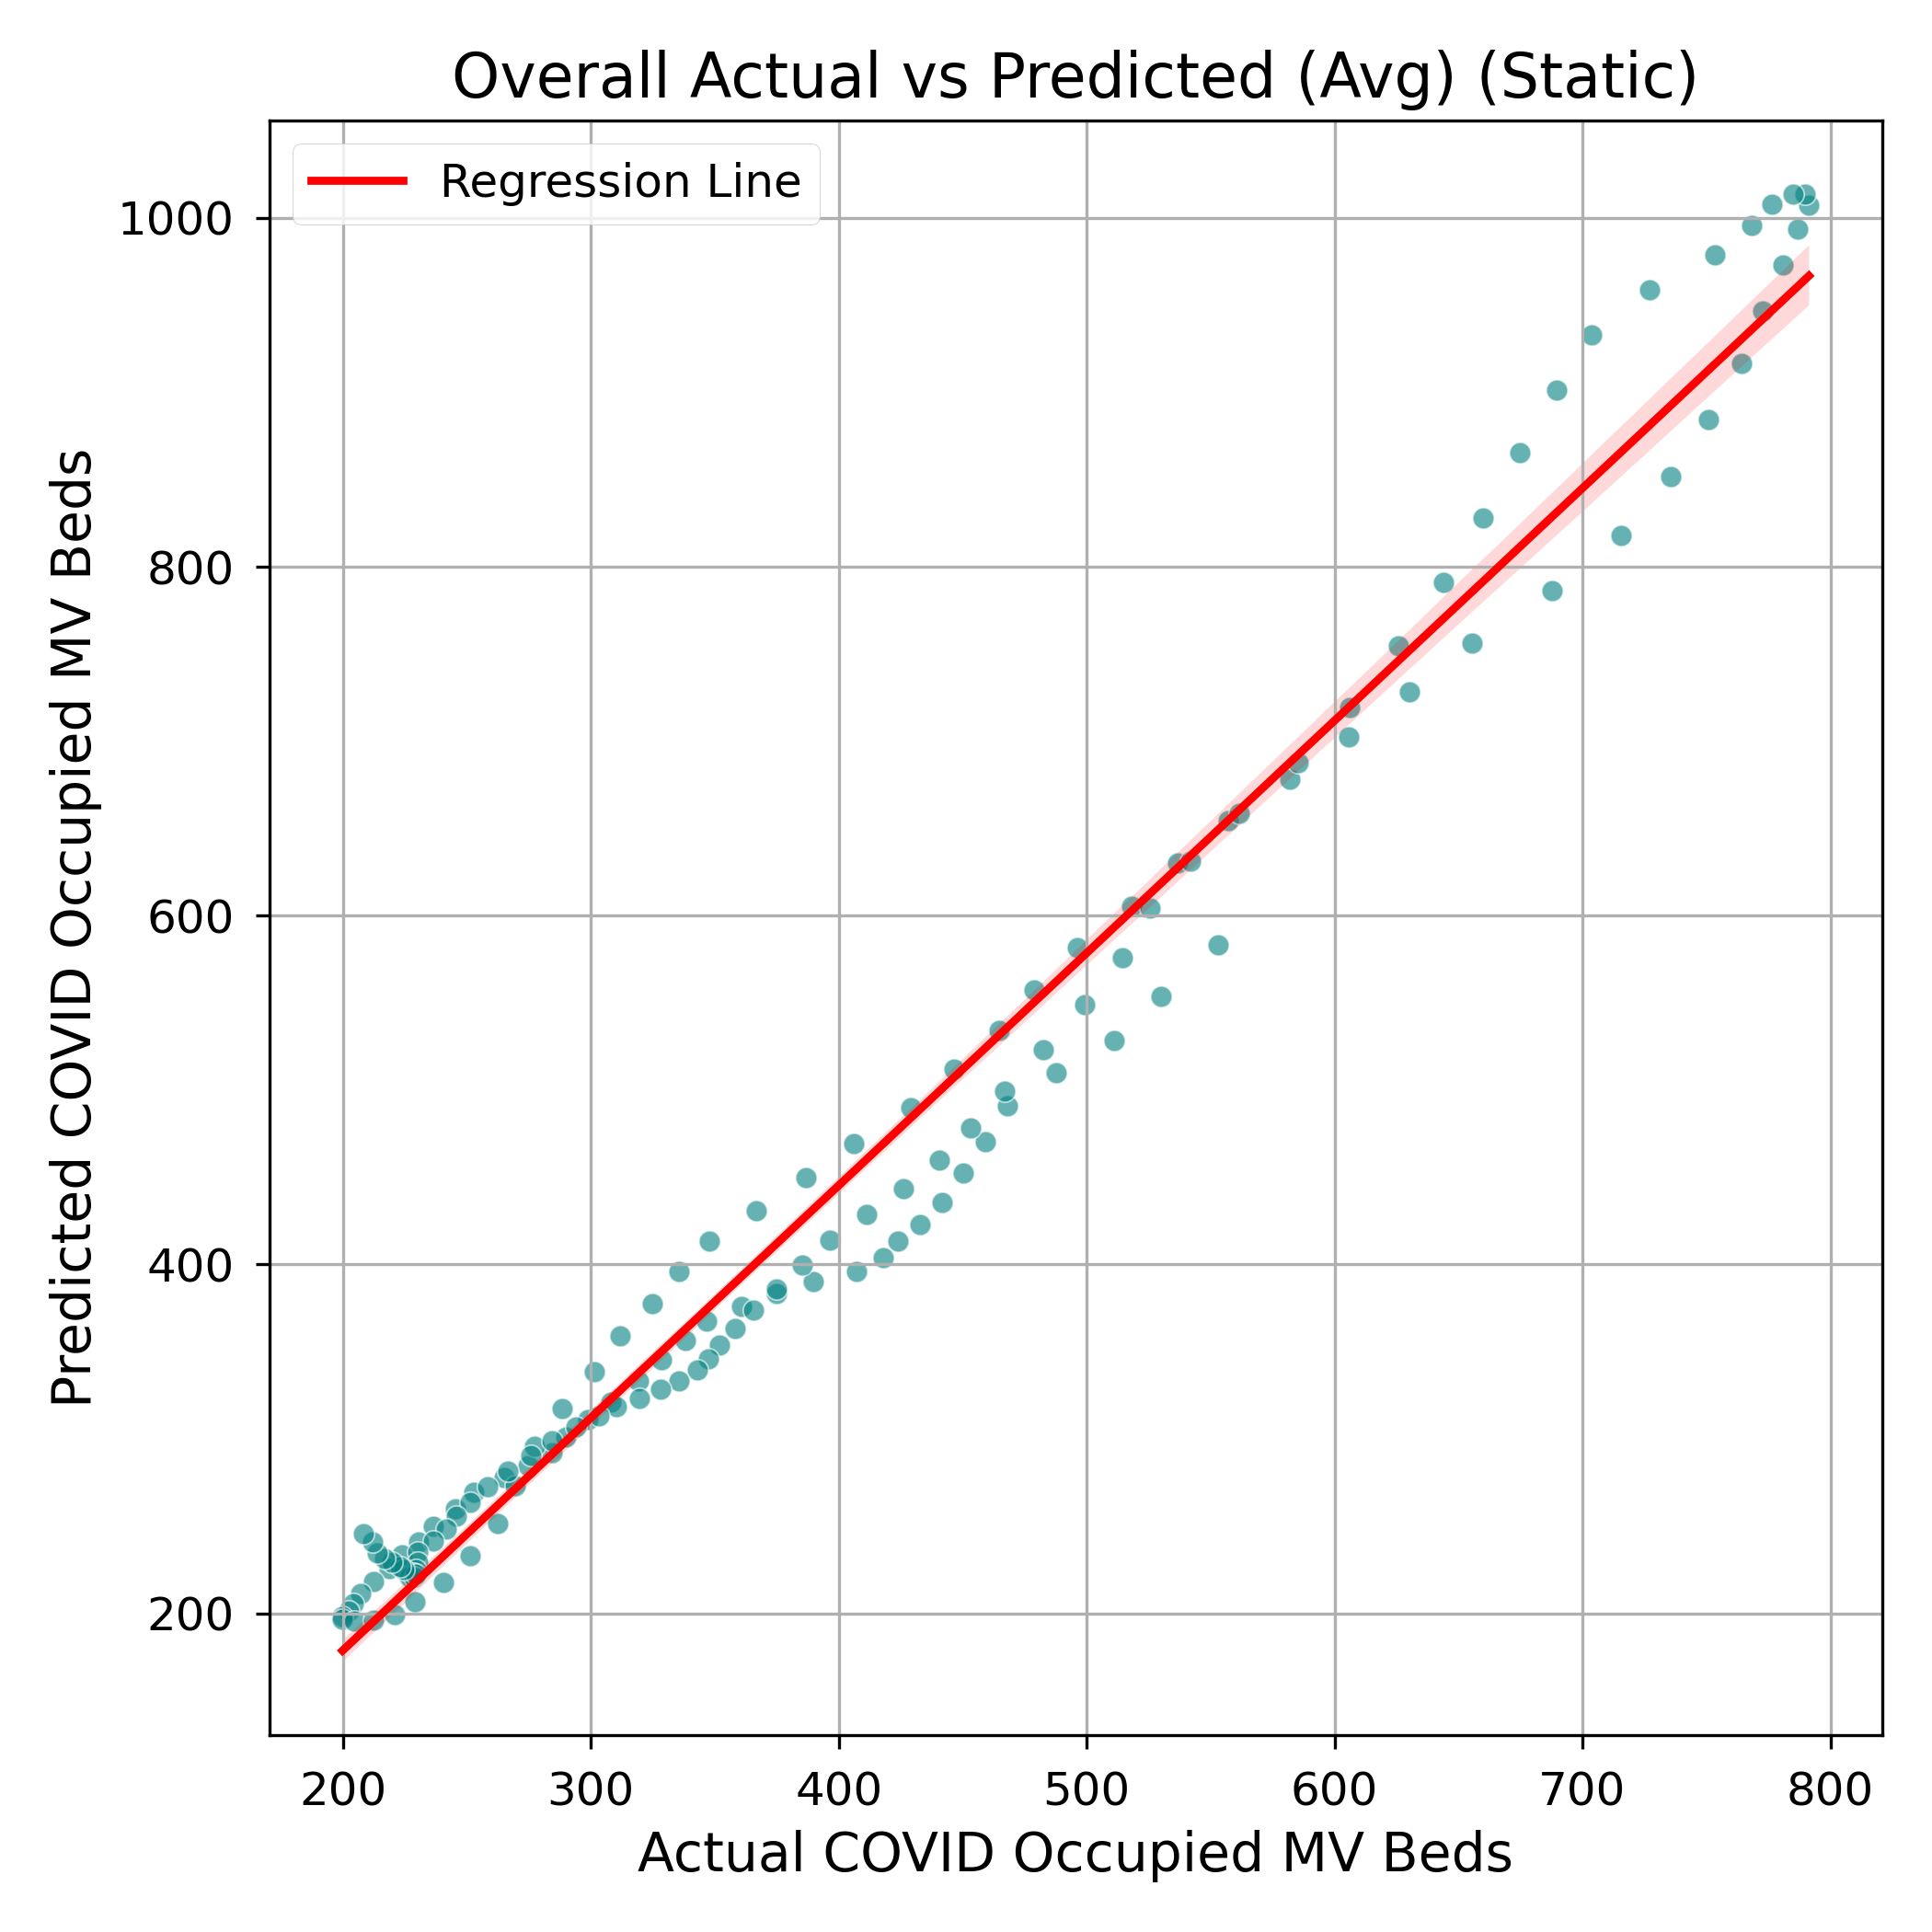 Overall Actual vs Predicted (Avg) (Static)
Regression Line
1000
800
600
400
200
Predicted COVID Occupied MV Beds
200 300 400 500 600 700 800
Actual COVID Occupied MV Beds